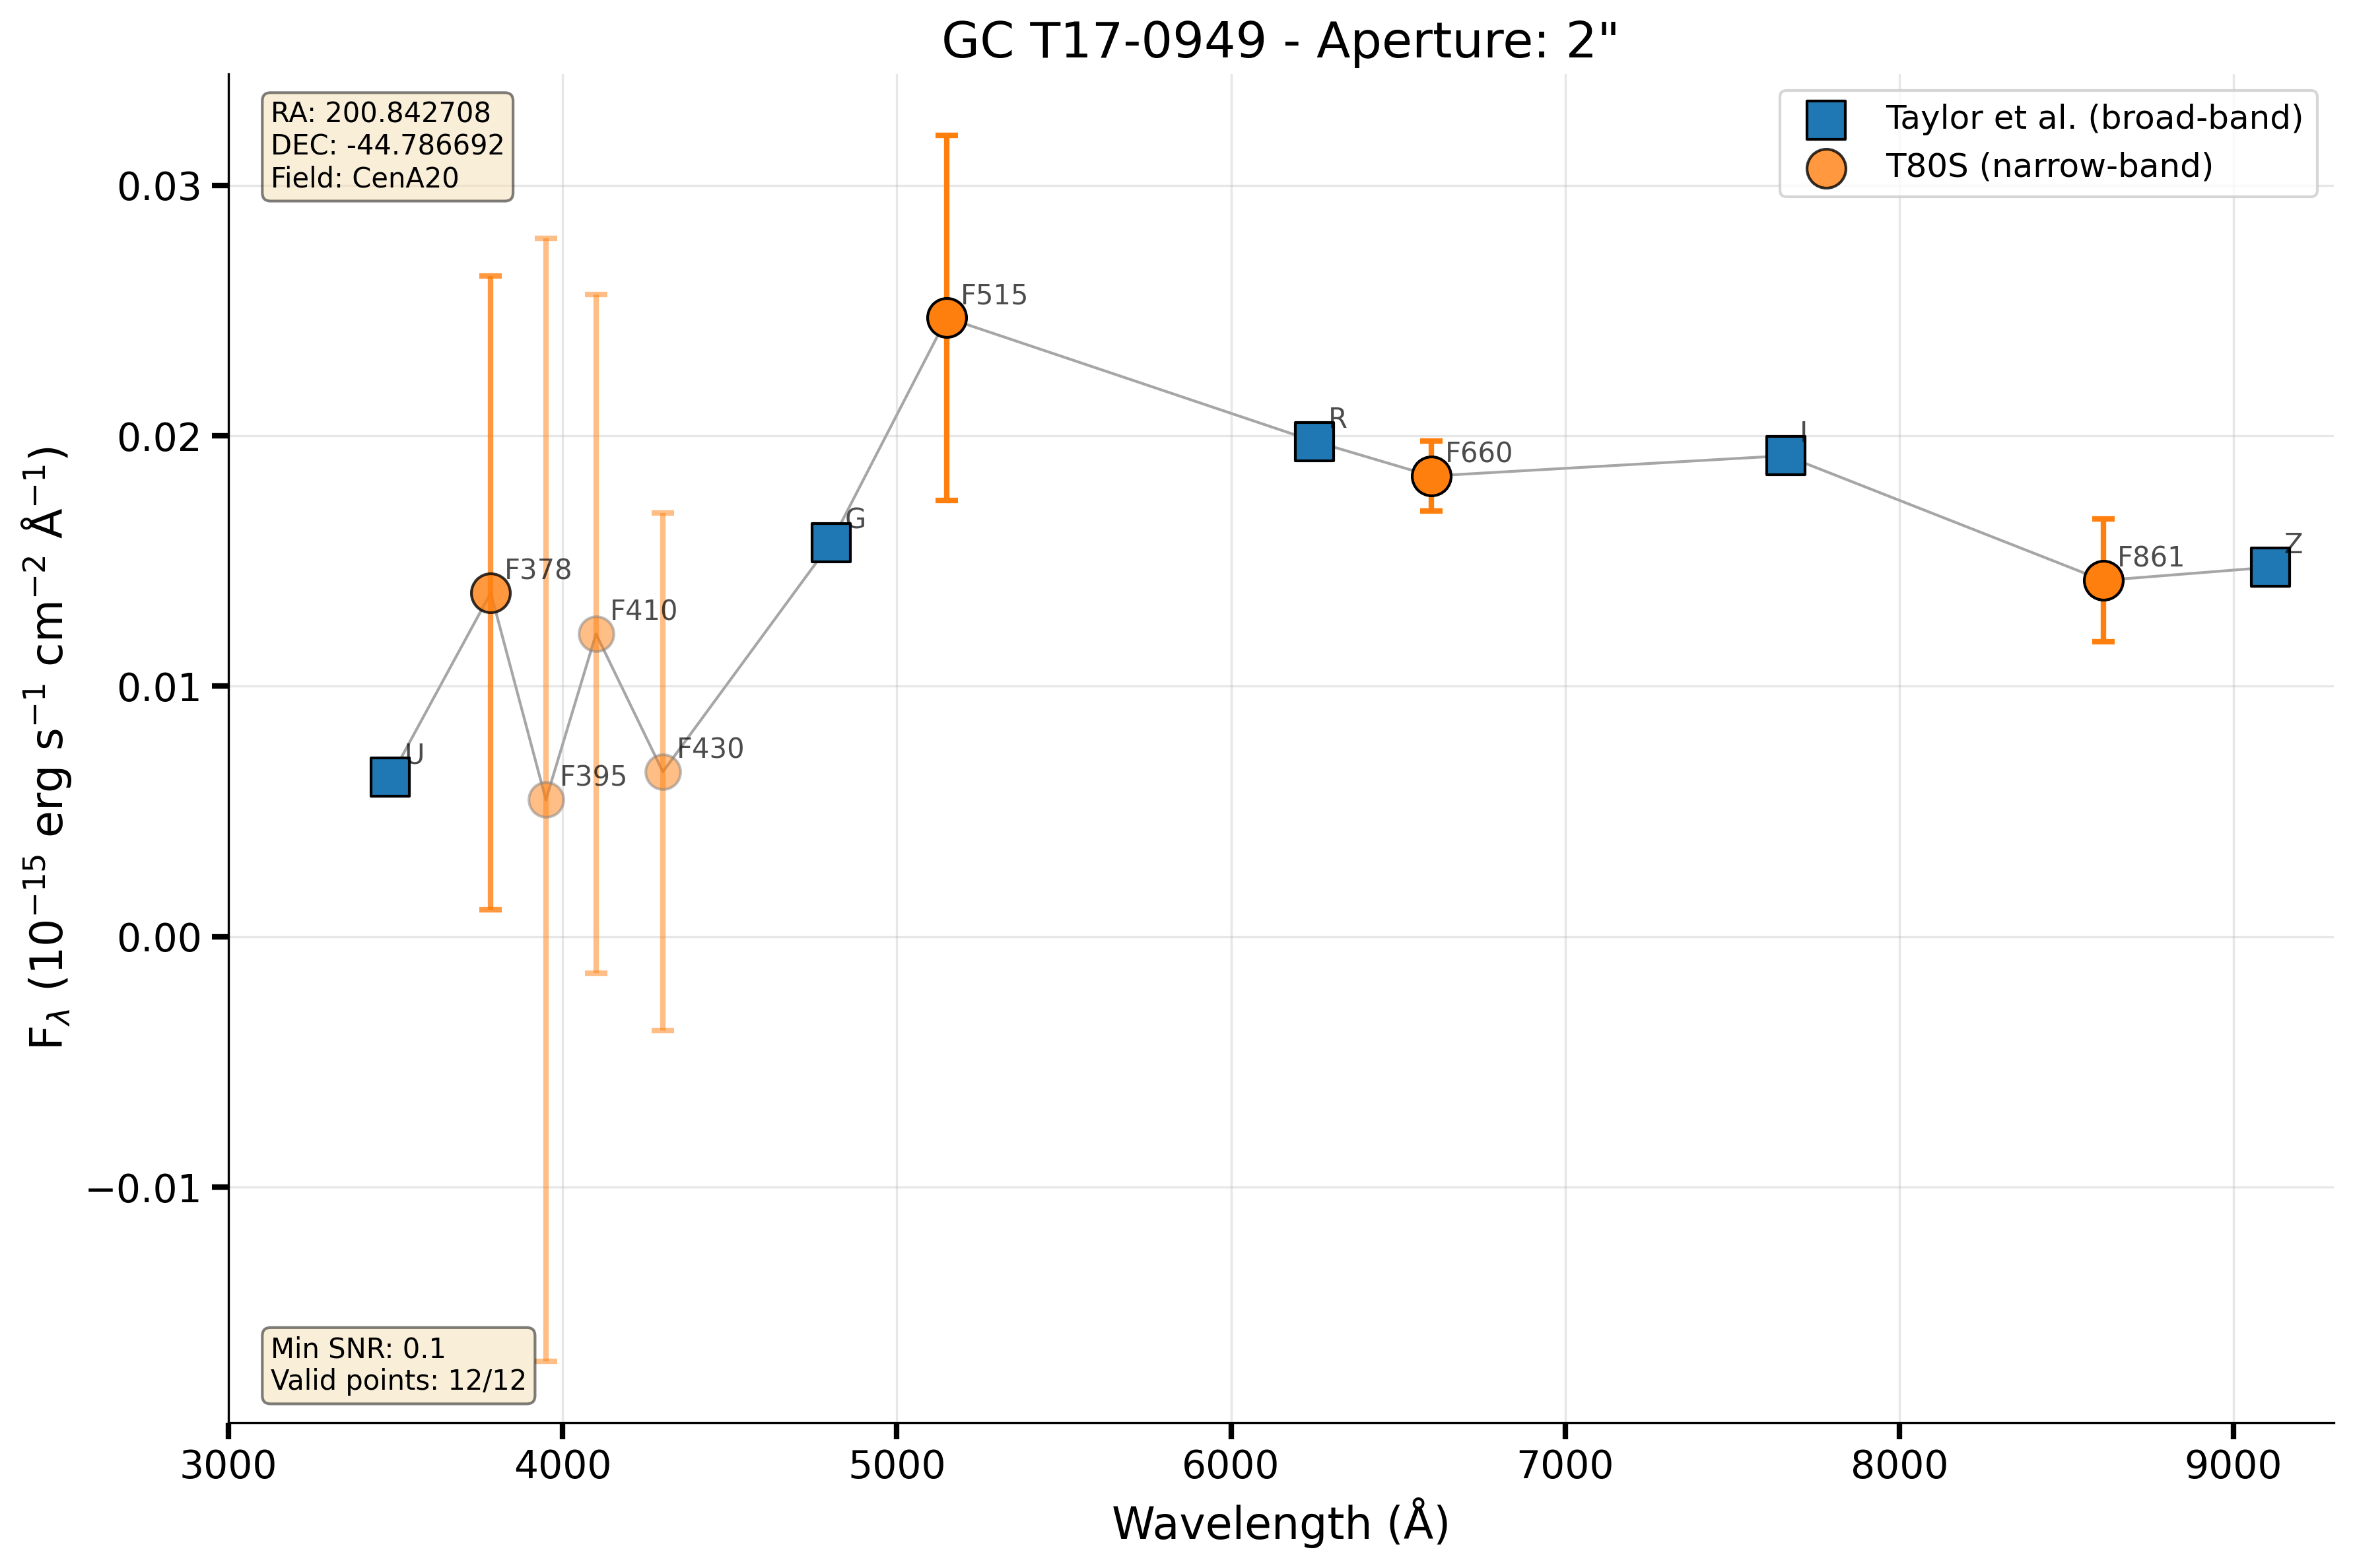 GC T17-0949 - Aperture: 2"
RA: 200.842708
DEC: -44.786692
Field: CenA20
Taylor et al. (broad-band)
T80S (narrow-band)
F515
R
F660
I
G
F378
F410
F861
Z
U
F395
F430
0.03
0.02
0.01
0.00
−0.01
Fλ (10⁻¹⁵ erg s⁻¹ cm⁻² Å⁻¹)
Min SNR: 0.1
Valid points: 12/12
3000 4000 5000 6000 7000 8000 9000
Wavelength (Å)